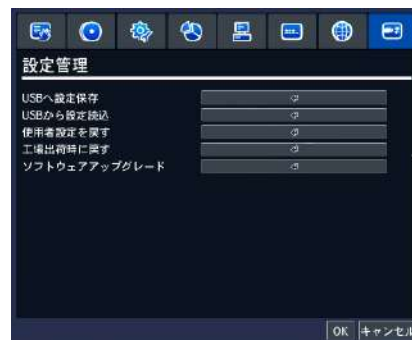 設定管理
USBへ設定保存
USBから設定読込
使用者設定を戻す
工場出荷時に戻す
ソフトウェアアップグレード
OK キャンセル